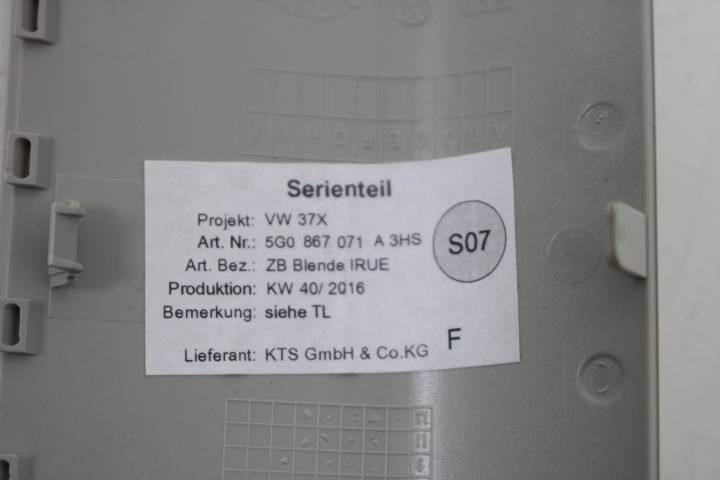 Serienteil
Projekt: VW 37X
Art. Nr.: 5G0 867 071 A 3HS
S07
Art. Bez.: ZB Blende IRUE
Produktion: KW 40/ 2016
Bemerkung: siehe TL
Lieferant: KTS GmbH & Co.KG F